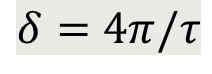 𝛿 = 4𝜋/𝜏